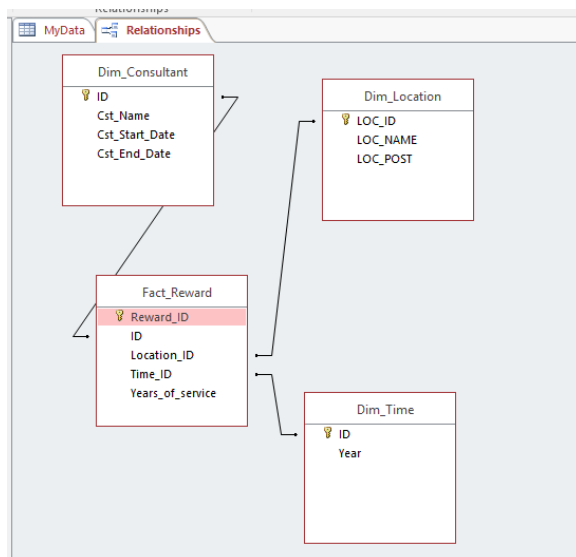 Relationships
MyData
Relationships
Dim_Consultant
ID
Cst_Name
Cst_Start_Date
Cst_End_Date
Dim_Location
LOC_ID
LOC_NAME
LOC_POST
Fact_Reward
Reward_ID
ID
Location_ID
Time_ID
Years_of_service
Dim_Time
ID
Year